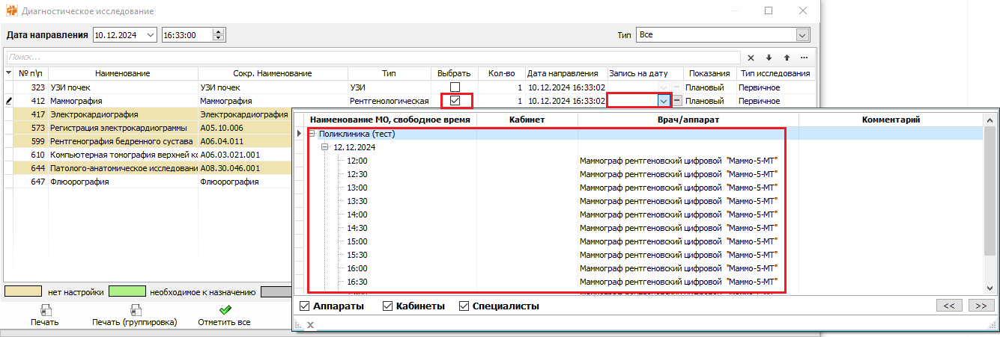 Диагностическое исследование
Дата направления 10.12.2024 16:33:00 Тип Все
Поиск...
№ п\п Наименование Сокр. Наименование Тип Выбрать Кол-во Дата направления Запись на дату Показания Тип исследования
323 УЗИ почек УЗИ почек УЗИ 1 10.12.2024 16:33:02 Плановый Первичное
412 Маммография Маммография Рентгенологическая 1 10.12.2024 16:33:02 Плановый Первичное
417 Электрокардиография Электрокардиография
573 Регистрация электрокардиограммы A05.10.006
599 Рентгенография бедренного сустава A06.04.011
610 Компьютерная томография верхней ко A06.03.021.001
644 Патолого-анатомическое исследовани A08.30.046.001
647 Флюорография Флюорография
нет настройки необходимое к назначению
Печать Печать (группировка) Отметить все
Наименование МО, свободное время Кабинет Врач/аппарат Комментарий
Поликлиника (тест)
12.12.2024
12:00 Маммограф рентгеновский цифровой "Маммо-5-МТ"
12:30 Маммограф рентгеновский цифровой "Маммо-5-МТ"
13:00 Маммограф рентгеновский цифровой "Маммо-5-МТ"
13:30 Маммограф рентгеновский цифровой "Маммо-5-МТ"
14:00 Маммограф рентгеновский цифровой "Маммо-5-МТ"
14:30 Маммограф рентгеновский цифровой "Маммо-5-МТ"
15:00 Маммограф рентгеновский цифровой "Маммо-5-МТ"
15:30 Маммограф рентгеновский цифровой "Маммо-5-МТ"
16:00 Маммограф рентгеновский цифровой "Маммо-5-МТ"
16:30 Маммограф рентгеновский цифровой "Маммо-5-МТ"
Аппараты Кабинеты Специалисты << >>